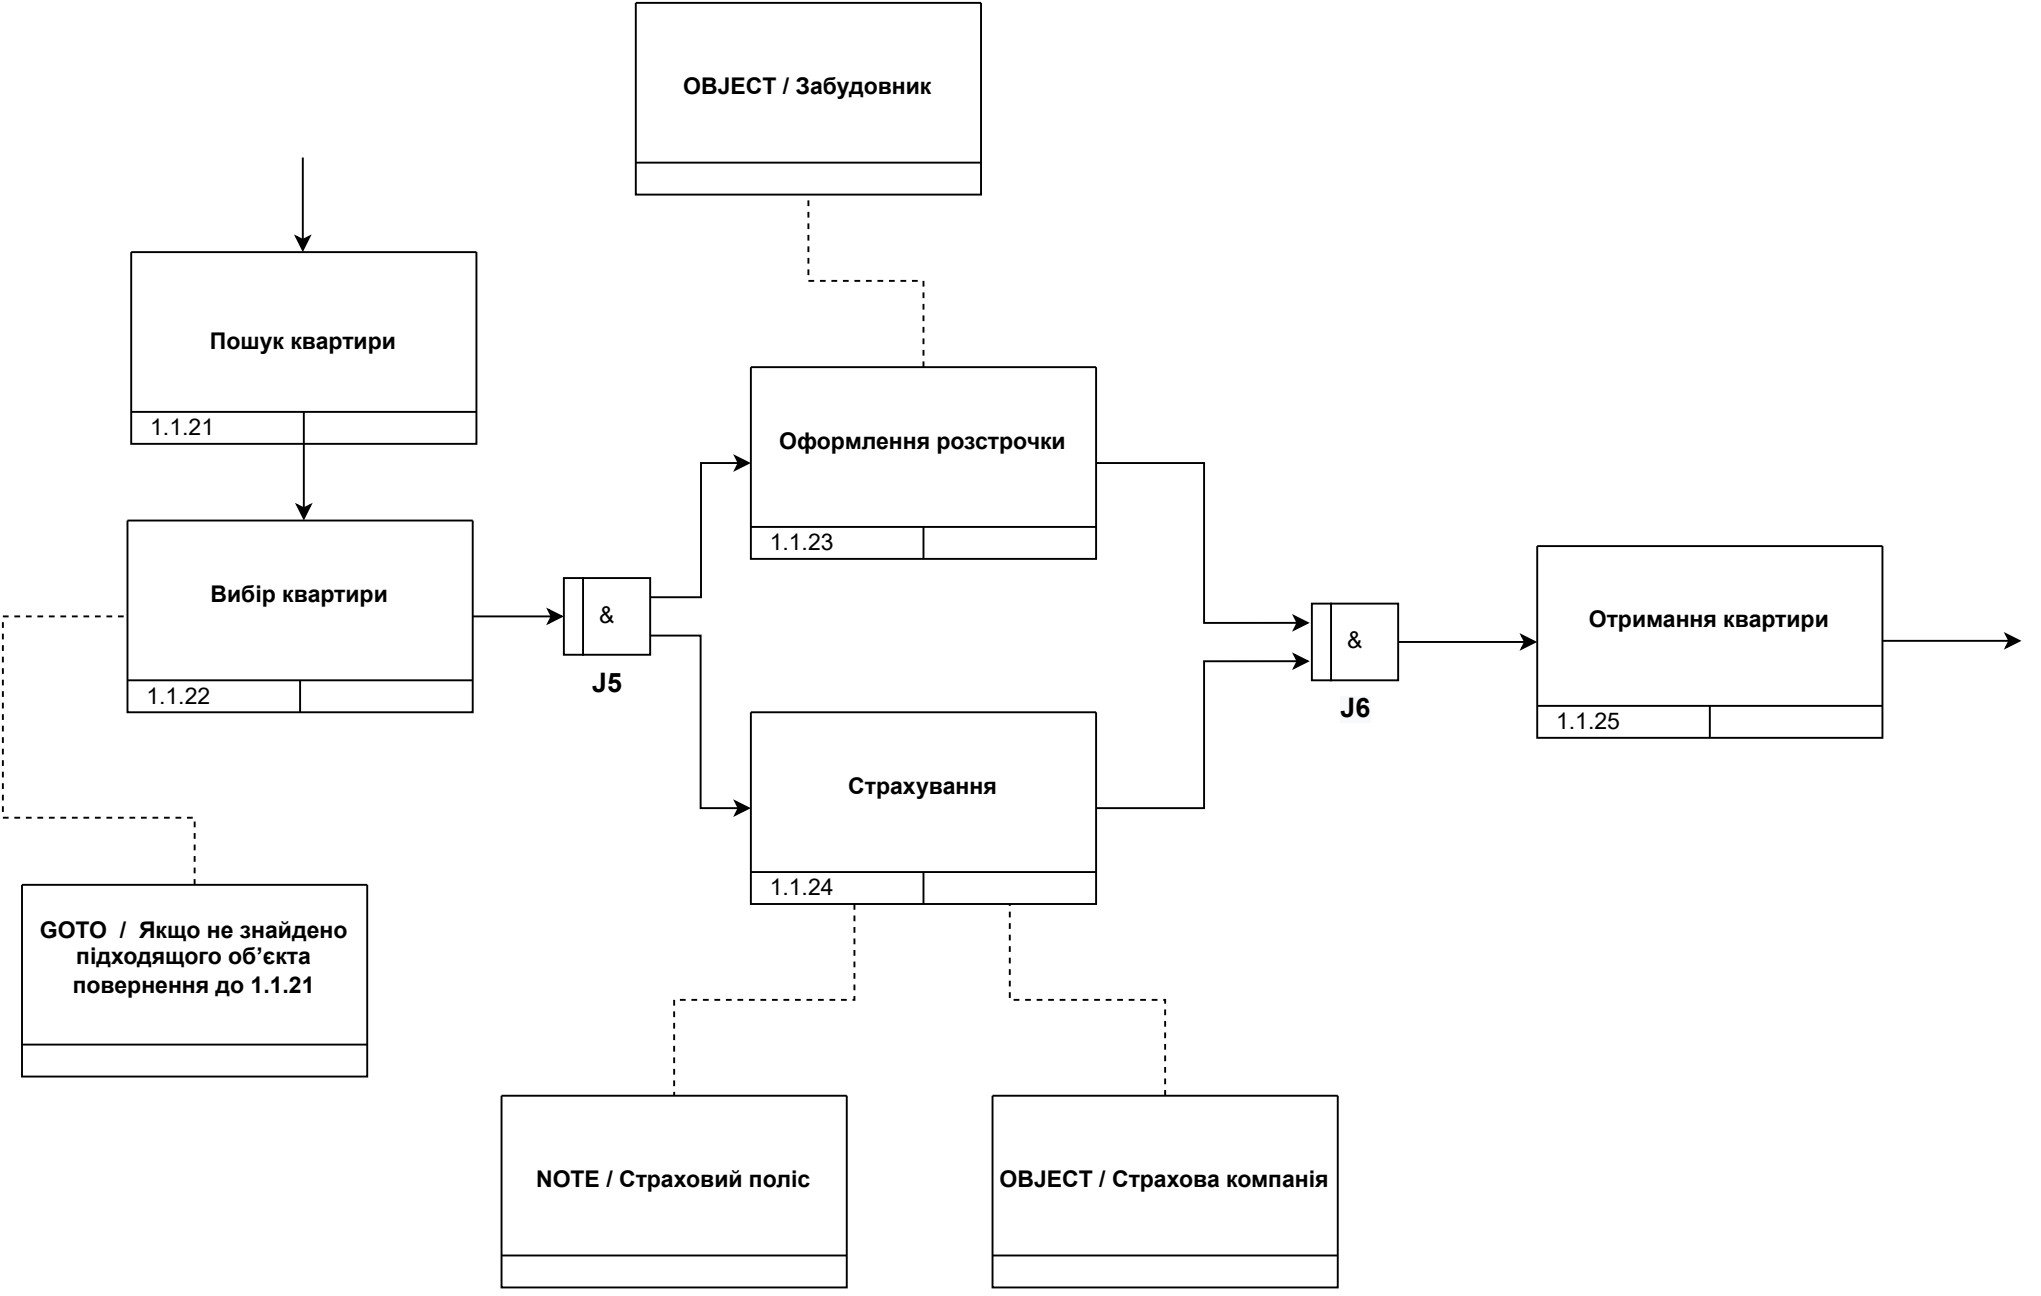 OBJECT / Забудовник
Пошук квартири
1.1.21
Оформлення розстрочки
1.1.23
Вибір квартири
1.1.22
&
J5
&
J6
Отримання квартири
1.1.25
Страхування
1.1.24
GOTO / Якщо не знайдено
підходящого об’єкта
повернення до 1.1.21
NOTE / Страховий поліс
OBJECT / Страхова компанія